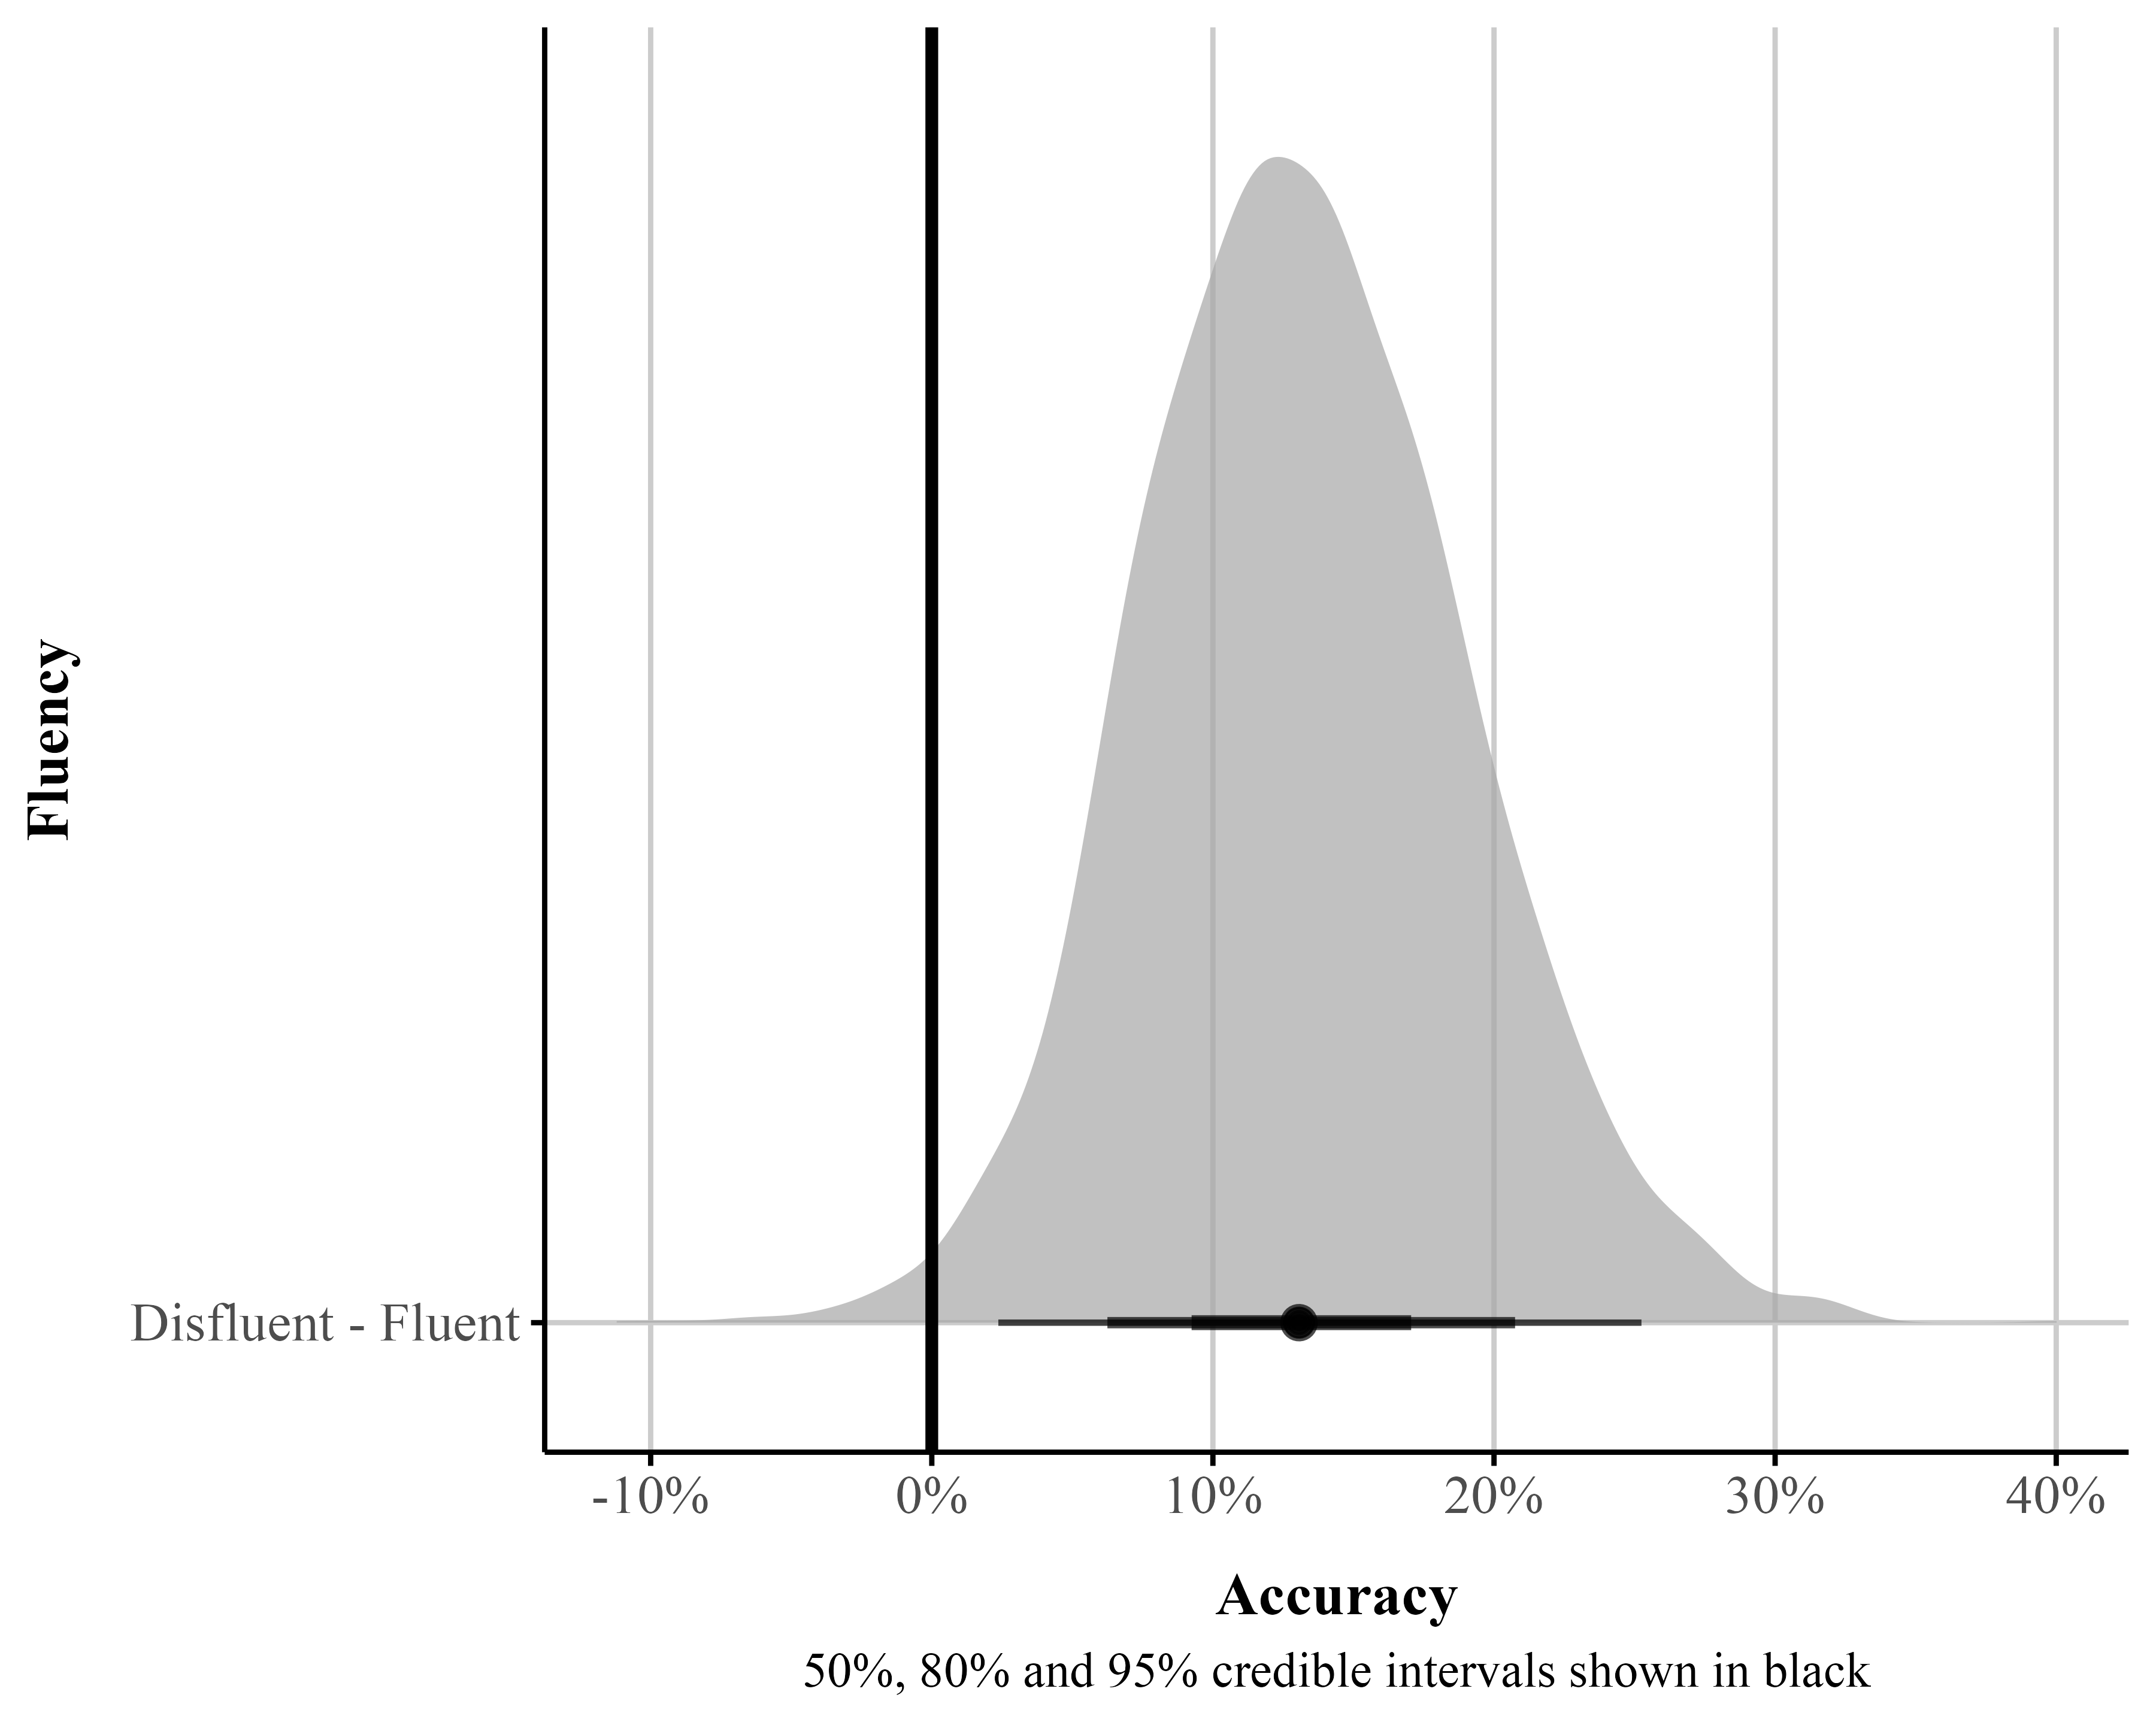 Fluency
Disfluent - Fluent
-10% 0% 10% 20% 30% 40%
Accuracy
50%, 80% and 95% credible intervals shown in black